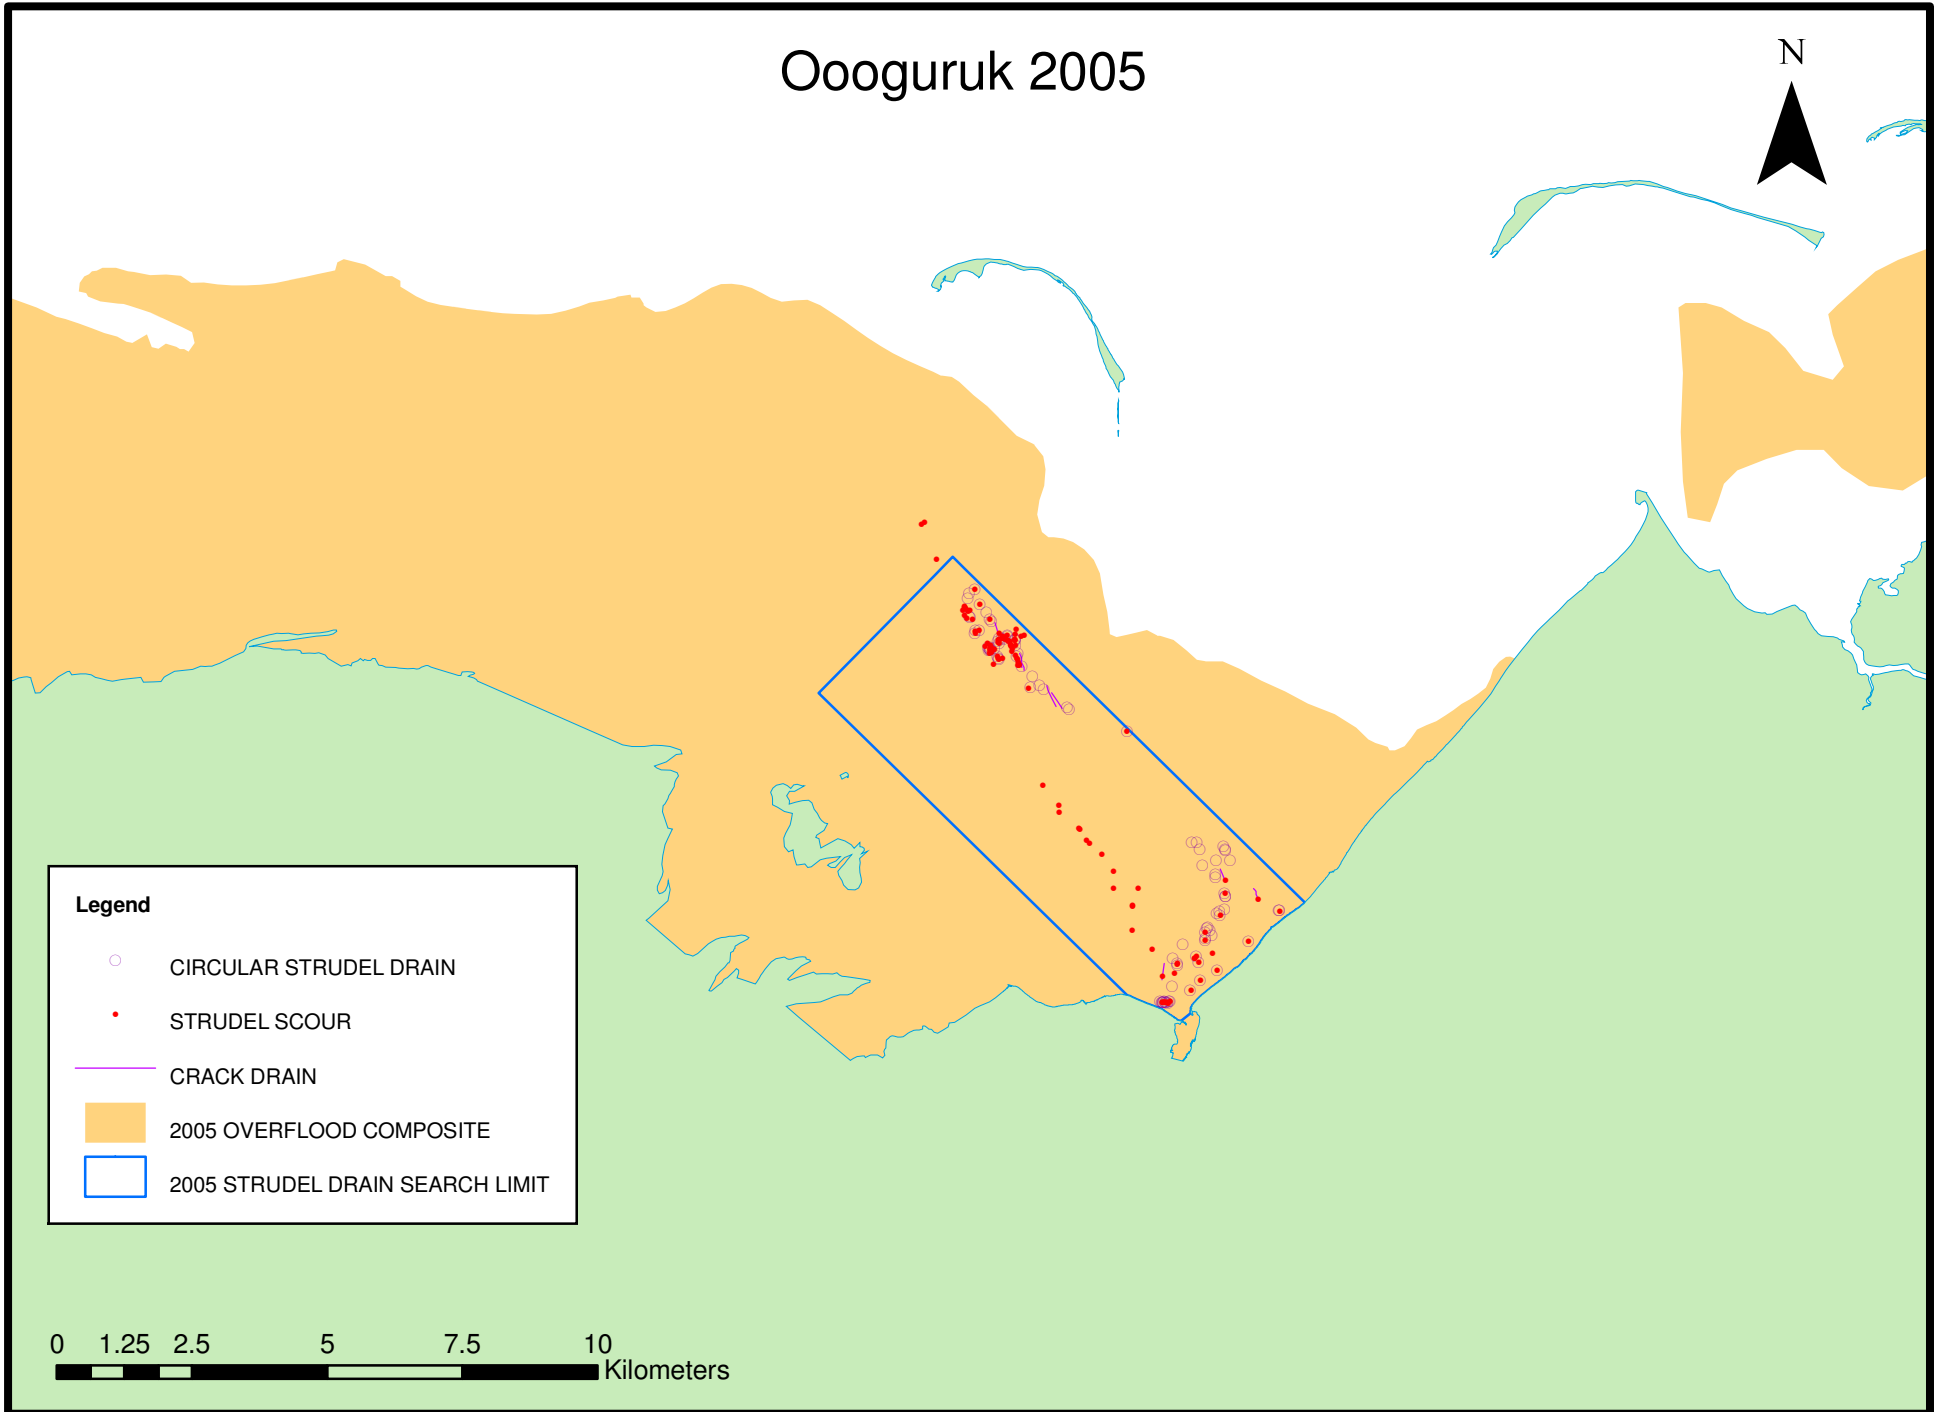 Oooguruk 2005
N
Legend
CIRCULAR STRUDEL DRAIN
STRUDEL SCOUR
CRACK DRAIN
2005 OVERFLOOD COMPOSITE
2005 STRUDEL DRAIN SEARCH LIMIT
0 1.25 2.5 5 7.5 10
Kilometers